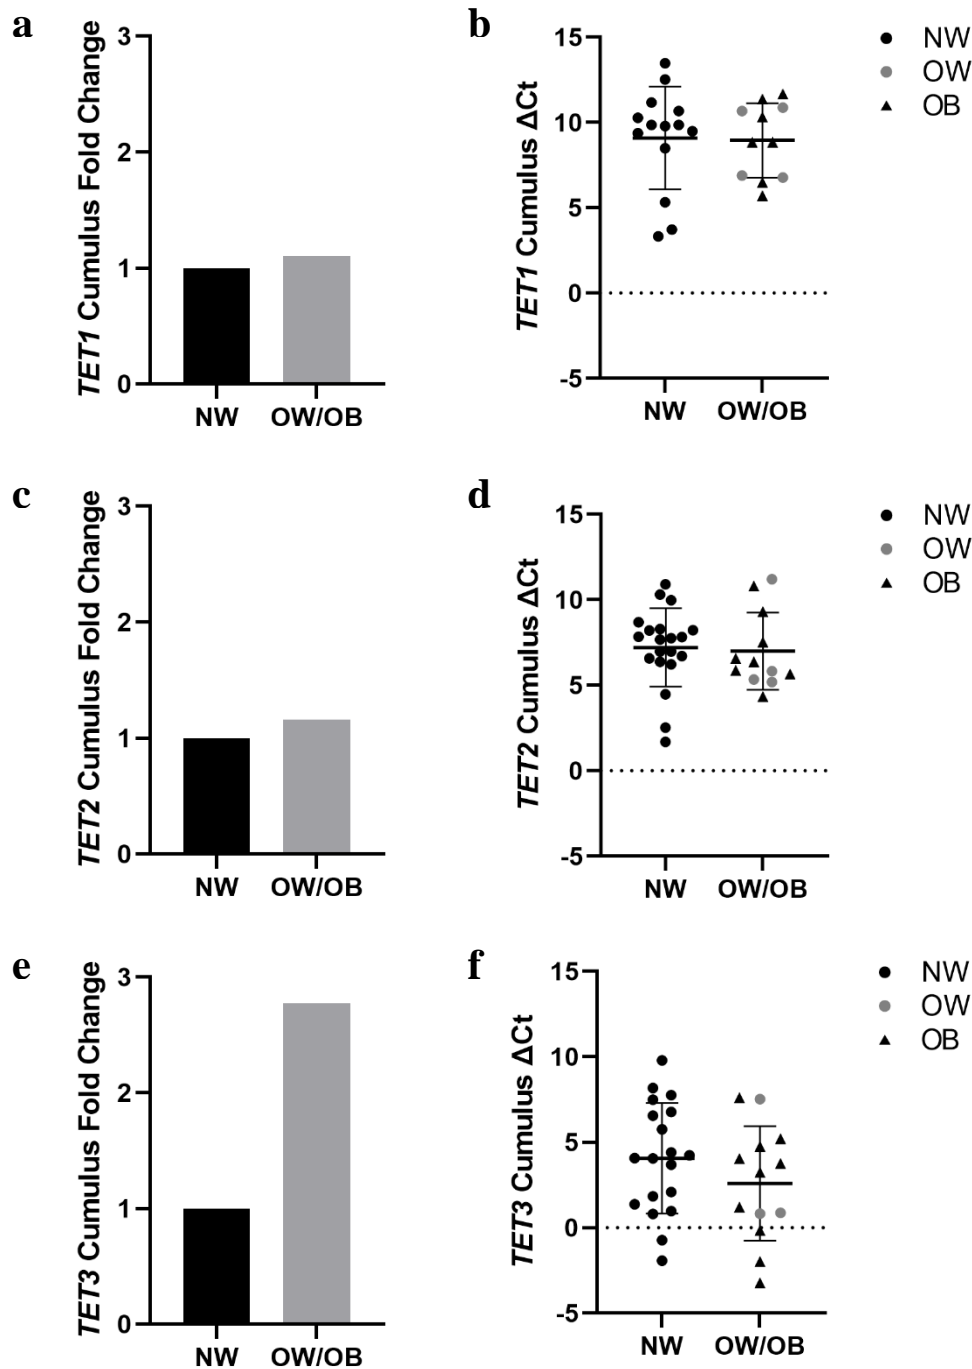 a
TET1 Cumulus Fold Change
3
2
1
0
NW OW/OB
b
TET1 Cumulus ΔCt
15
10
5
0
-5
NW OW/OB
NW
OW
OB
c
TET2 Cumulus Fold Change
3
2
1
0
NW OW/OB
d
TET2 Cumulus ΔCt
15
10
5
0
-5
NW OW/OB
NW
OW
OB
e
TET3 Cumulus Fold Change
3
2
1
0
NW OW/OB
f
TET3 Cumulus ΔCt
15
10
5
0
-5
NW OW/OB
NW
OW
OB